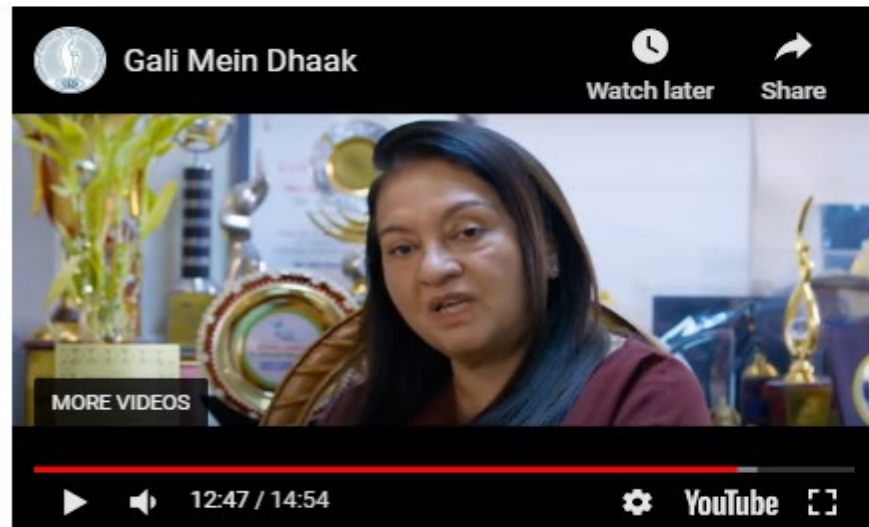 Gali Mein Dhaak
Watch later
Share
MORE VIDEOS
12:47 / 14:54
YouTube